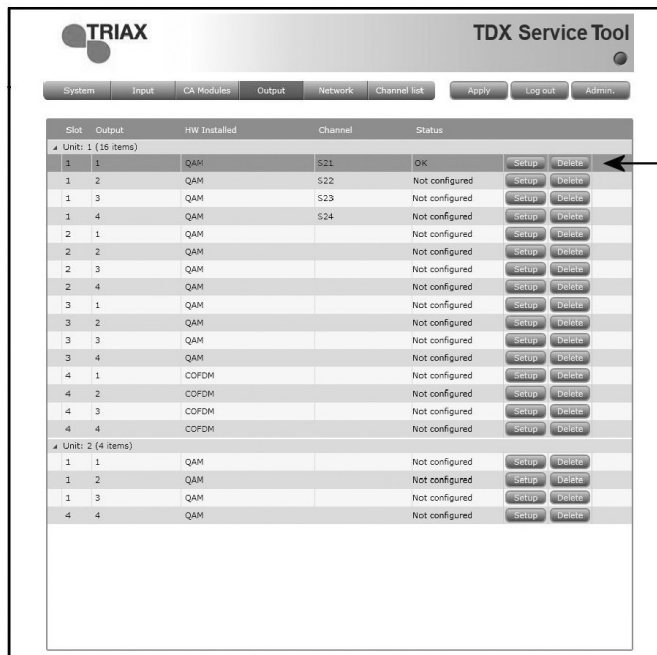 TRIAX
TDX Service Tool
System Input CA Modules Output Network Channel list Apply Log out Admin.
Slot Output HW Installed Channel Status
Unit: 1 (16 items)
1 1 QAM S21 OK Setup Delete
1 2 QAM S22 Not configured Setup Delete
1 3 QAM S23 Not configured Setup Delete
1 4 QAM S24 Not configured Setup Delete
2 1 QAM Not configured Setup Delete
2 2 QAM Not configured Setup Delete
2 3 QAM Not configured Setup Delete
2 4 QAM Not configured Setup Delete
3 1 QAM Not configured Setup Delete
3 2 QAM Not configured Setup Delete
3 3 QAM Not configured Setup Delete
3 4 QAM Not configured Setup Delete
4 1 COFDM Not configured Setup Delete
4 2 COFDM Not configured Setup Delete
4 3 COFDM Not configured Setup Delete
4 4 COFDM Not configured Setup Delete
Unit: 2 (4 items)
1 1 QAM Not configured Setup Delete
1 2 QAM Not configured Setup Delete
1 3 QAM Not configured Setup Delete
4 4 QAM Not configured Setup Delete